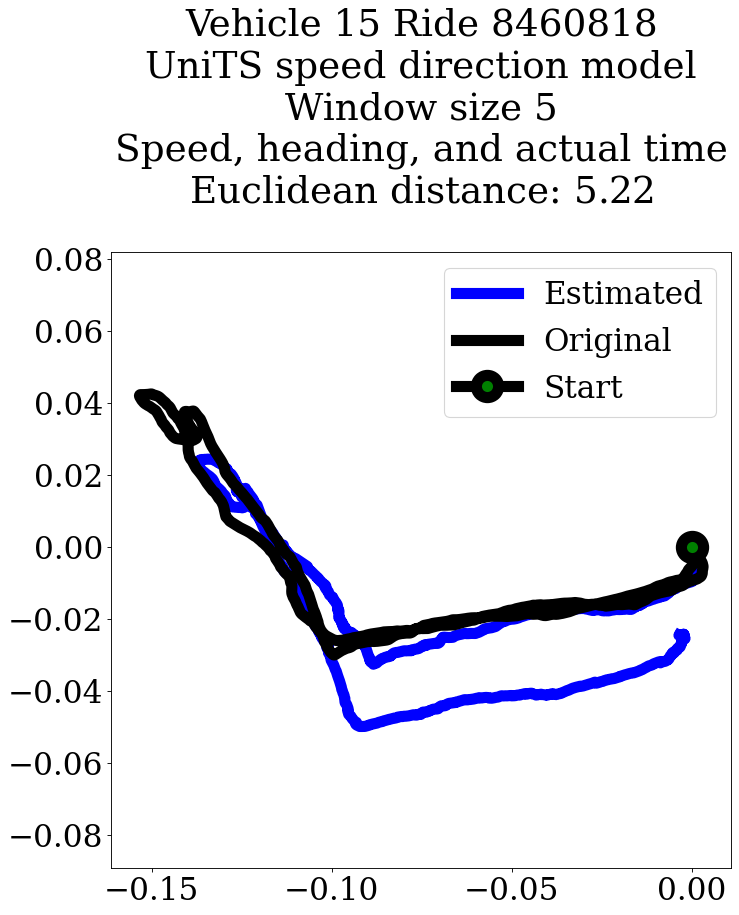 Vehicle 15 Ride 8460818
UniTS speed direction model
Window size 5
Speed, heading, and actual time
Euclidean distance: 5.22
Estimated
Original
Start
0.08
0.06
0.04
0.02
0.00
−0.02
−0.04
−0.06
−0.08
−0.15 −0.10 −0.05 0.00